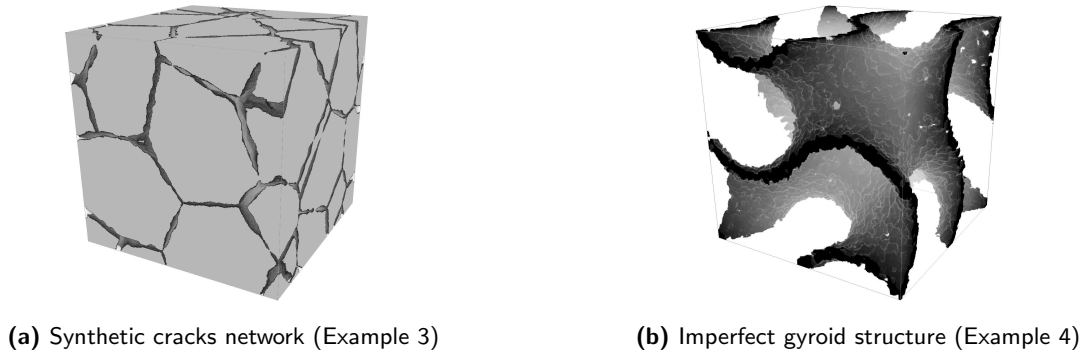 (a) Synthetic cracks network (Example 3)
(b) Imperfect gyroid structure (Example 4)